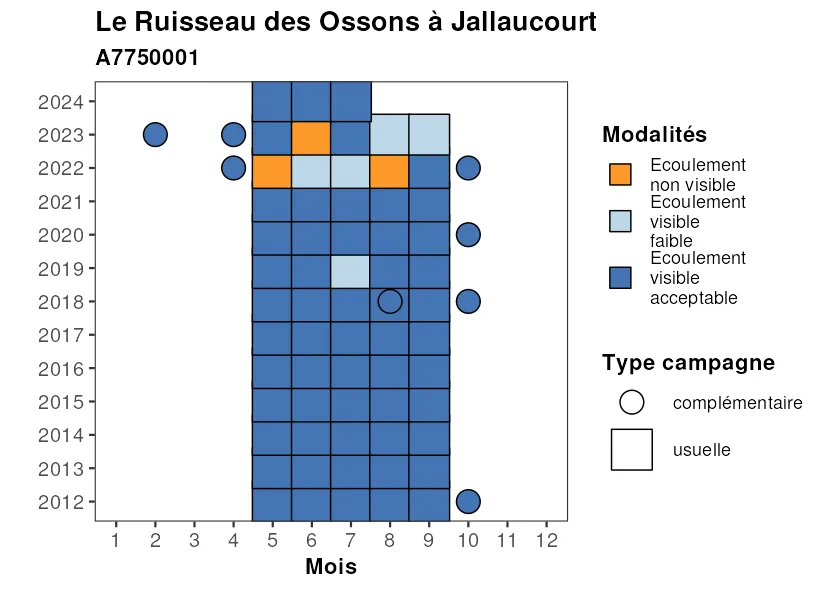 Le Ruisseau des Ossons à Jallaucourt
A7750001
2024
2023
2022
2021
2020
2019
2018
2017
2016
2015
2014
2013
2012
1 2 3 4 5 6 7 8 9 10 11 12
Mois
Modalités
Ecoulement
non visible
Ecoulement
visible
faible
Ecoulement
visible
acceptable
Type campagne
complémentaire
usuelle